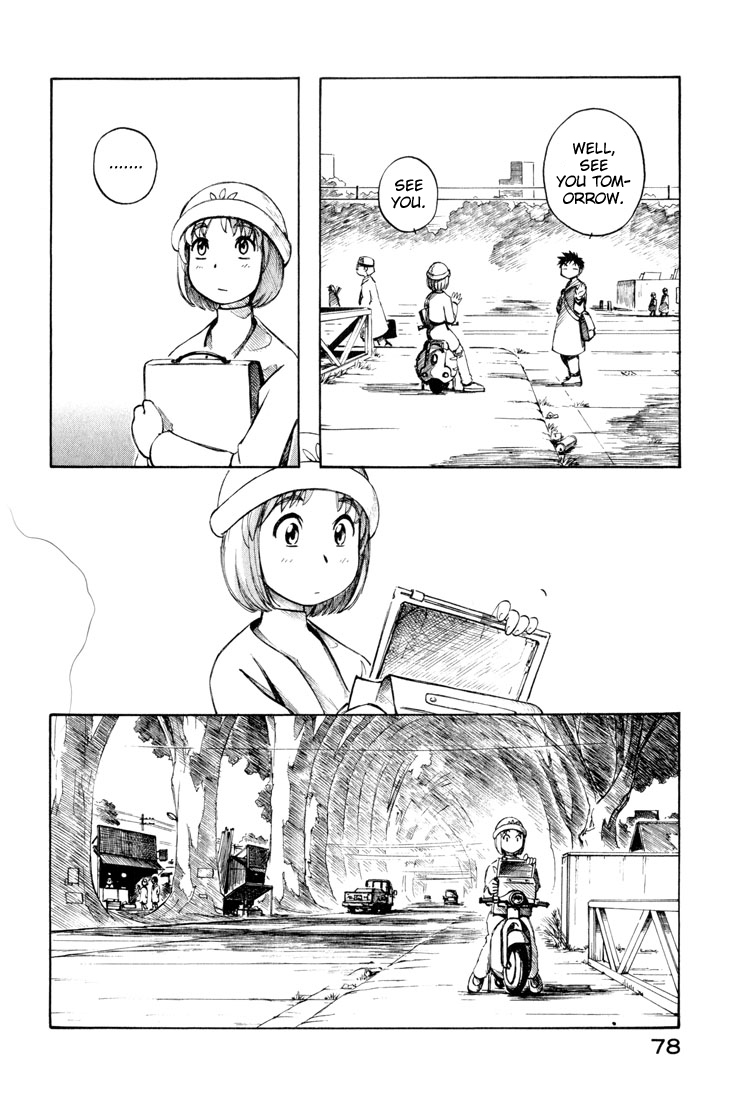 WELL,
SEE
YOU TOM-
ORROW.
SEE
YOU.
.......
78